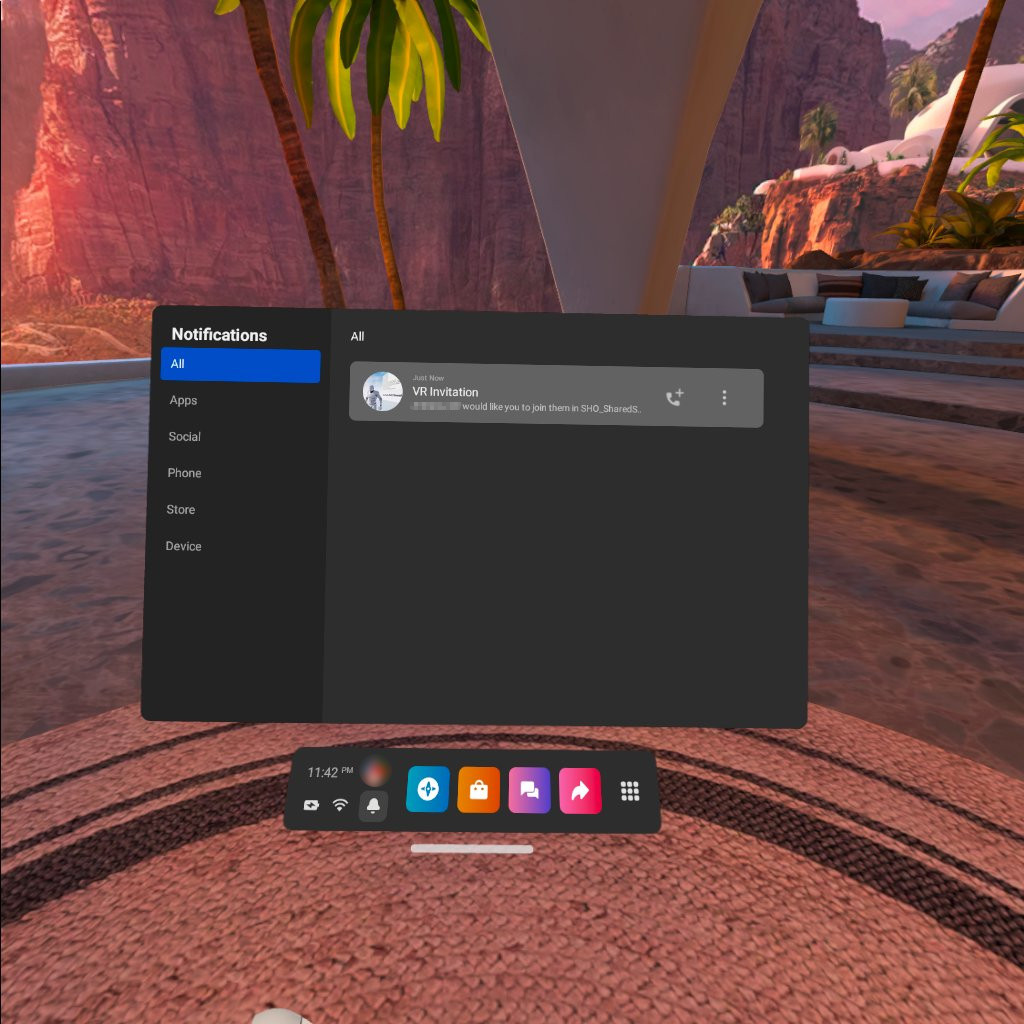 Notifications
All
Apps
Social
Phone
Store
Device
All
Just Now
VR Invitation
would like you to join them in SHO_SharedS..
11:42 PM